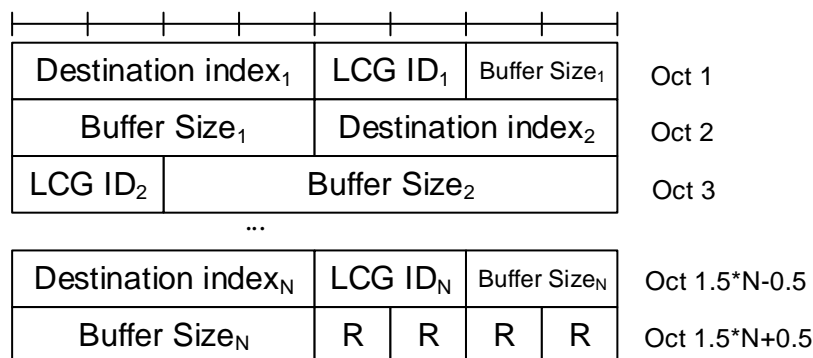 Destination index₁ LCG ID₁ Buffer Size₁ Oct 1
Buffer Size₁ Destination index₂ Oct 2
LCG ID₂ Buffer Size₂ Oct 3
...
Destination indexN LCG IDN Buffer SizeN Oct 1.5*N-0.5
Buffer SizeN R R R R Oct 1.5*N+0.5